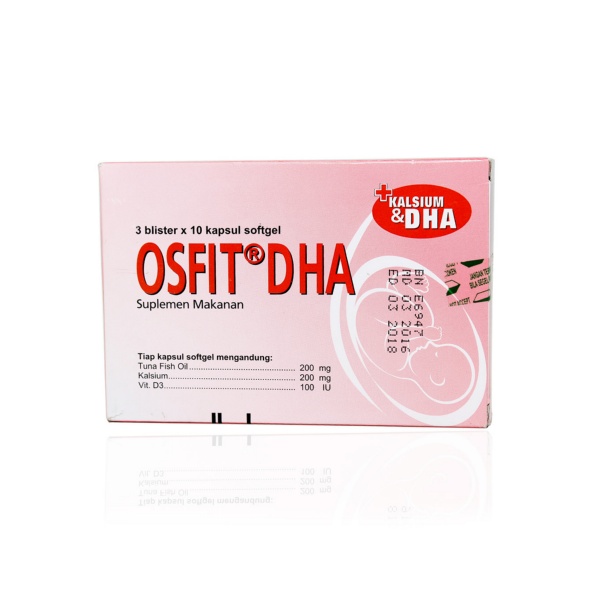 KALSIUM
& DHA
3 blister x 10 kapsul softgel
OSFIT® DHA
Suplemen Makanan
BN E6947
MD 03 2016
ED 03 2018
Tiap kapsul softgel mengandung:
Tuna Fish Oil.................................... 200 mg
Kalsium............................................ 200 mg
Vit. D3.............................................. 100 IU